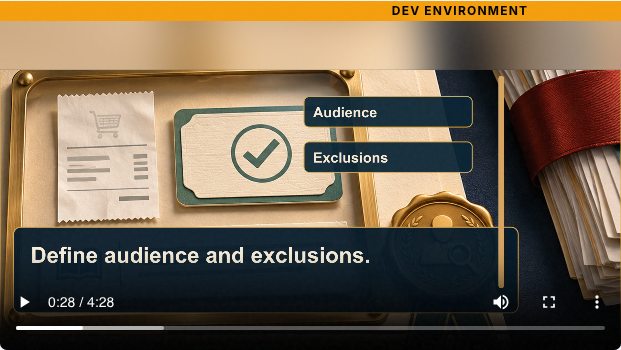 DEV ENVIRONMENT
Audience
Exclusions
Define audience and exclusions.
0:28 / 4:28